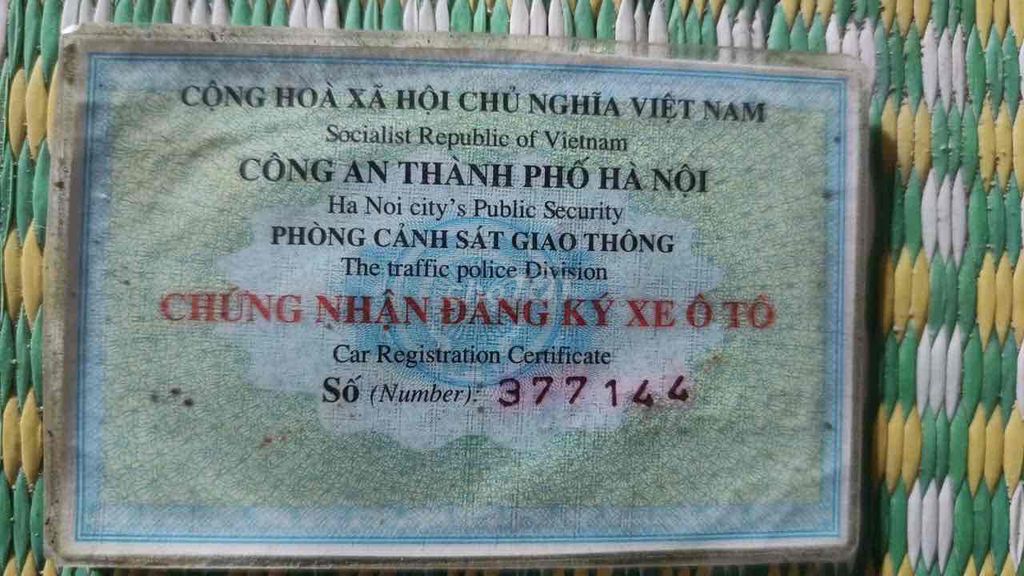 CỘNG HOÀ XÃ HỘI CHỦ NGHĨA VIỆT NAM
Socialist Republic of Vietnam
CÔNG AN THÀNH PHỐ HÀ NỘI
Ha Noi city's Public Security
PHÒNG CẢNH SÁT GIAO THÔNG
The traffic police Division
CHỨNG NHẬN ĐĂNG KÝ XE Ô TÔ
Car Registration Certificate
Số (Number): 377144